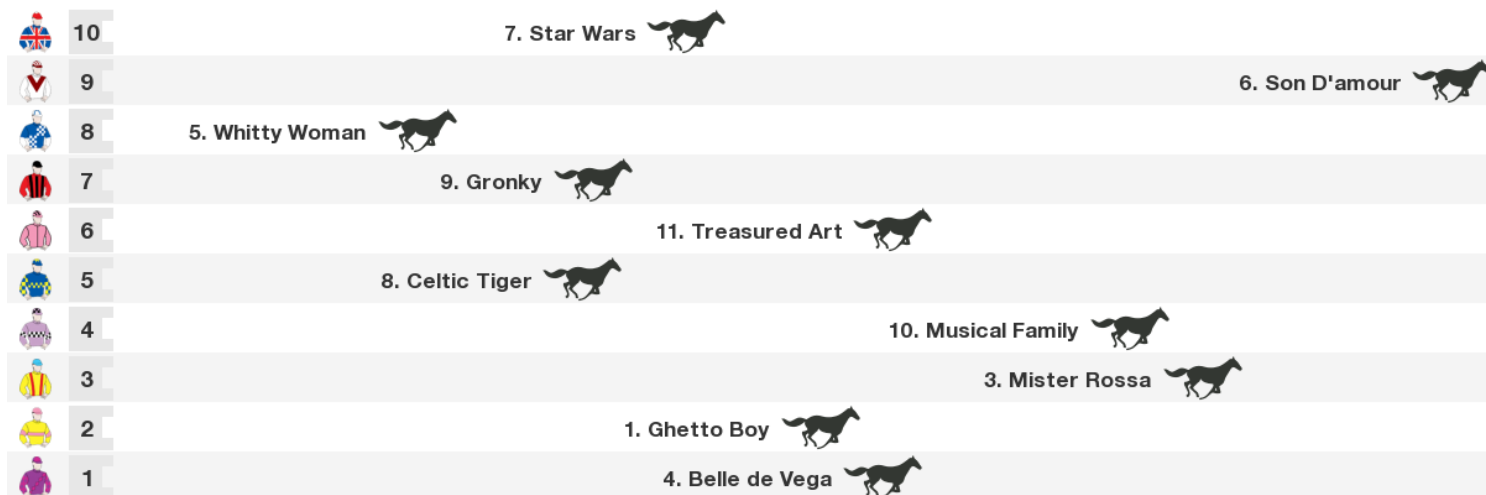 10 7. Star Wars
9 6. Son D'amour
8 5. Whitty Woman
7 9. Gronky
6 11. Treasured Art
5 8. Celtic Tiger
4 10. Musical Family
3 3. Mister Rossa
2 1. Ghetto Boy
1 4. Belle de Vega